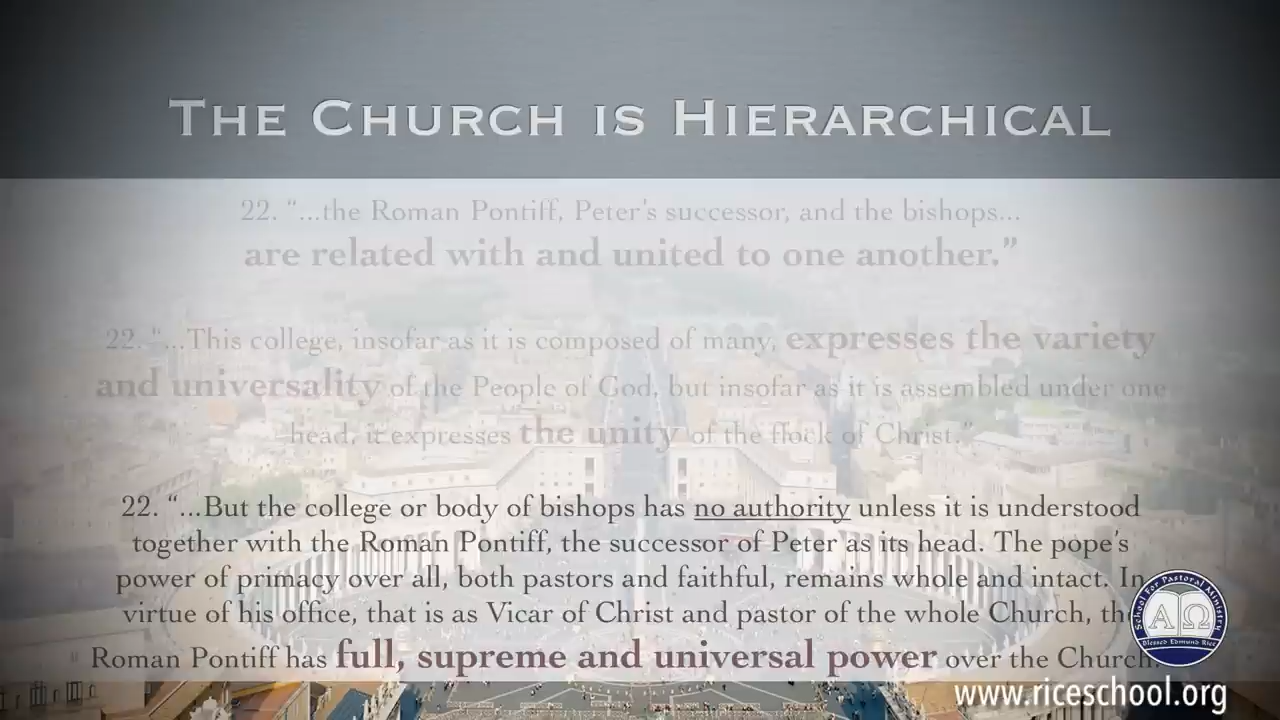 THE CHURCH IS HIERARCHICAL
22. “...the Roman Pontiff, Peter’s successor, and the bishops...
are related with and united to one another.”
22. “...This college, insofar as it is composed of many, expresses the variety
and universality of the People of God, but insofar as it is assembled under one
head, it expresses the unity of the flock of Christ.”
22. “...But the college or body of bishops has no authority unless it is understood
together with the Roman Pontiff, the successor of Peter as its head. The pope’s
power of primacy over all, both pastors and faithful, remains whole and intact. In
virtue of his office, that is as Vicar of Christ and pastor of the whole Church, the
Roman Pontiff has full, supreme and universal power over the Church.
School For Pastoral Ministry
ΑΩ
Blessed Edmund Rice
www.riceschool.org